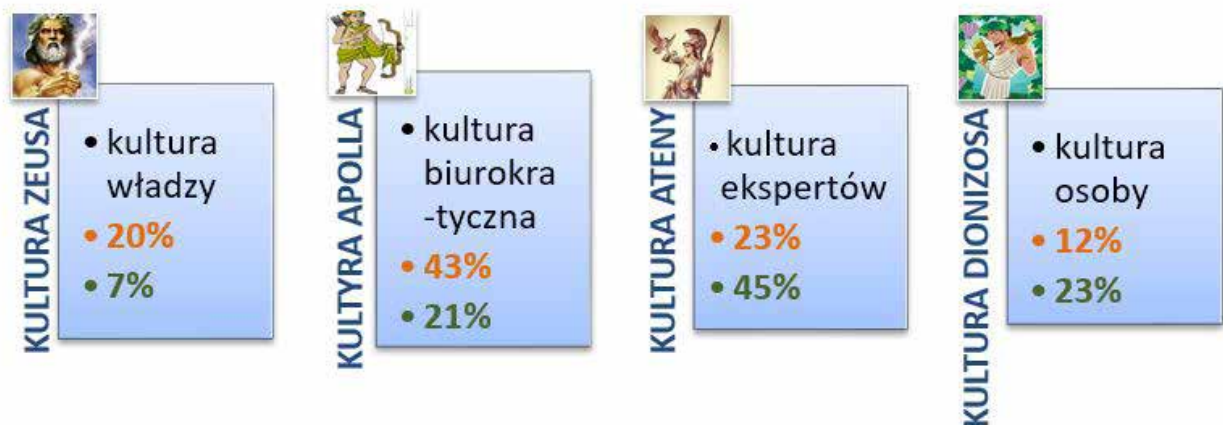 KULTURA ZEUSA
• kultura
władzy
• 20%
• 7%
KULTYRA APOLLA
• kultura
biurokra
-tyczna
• 43%
• 21%
KULTURA ATENY
• kultura
ekspertów
• 23%
• 45%
KULTURA DIONIZOSA
• kultura
osoby
• 12%
• 23%